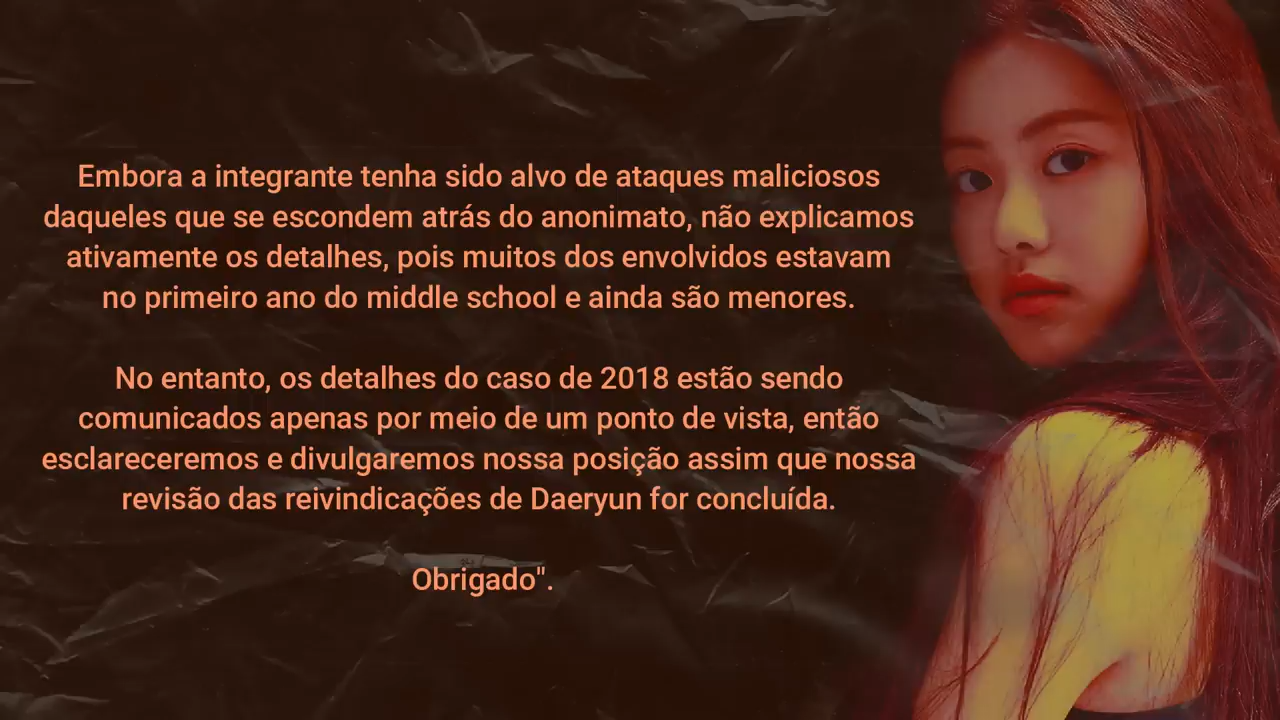 Embora a integrante tenha sido alvo de ataques maliciosos
daqueles que se escondem atrás do anonimato, não explicamos
ativamente os detalhes, pois muitos dos envolvidos estavam
no primeiro ano do middle school e ainda são menores.
No entanto, os detalhes do caso de 2018 estão sendo
comunicados apenas por meio de um ponto de vista, então
esclareceremos e divulgaremos nossa posição assim que nossa
revisão das reivindicações de Daeryun for concluída.
Obrigado".